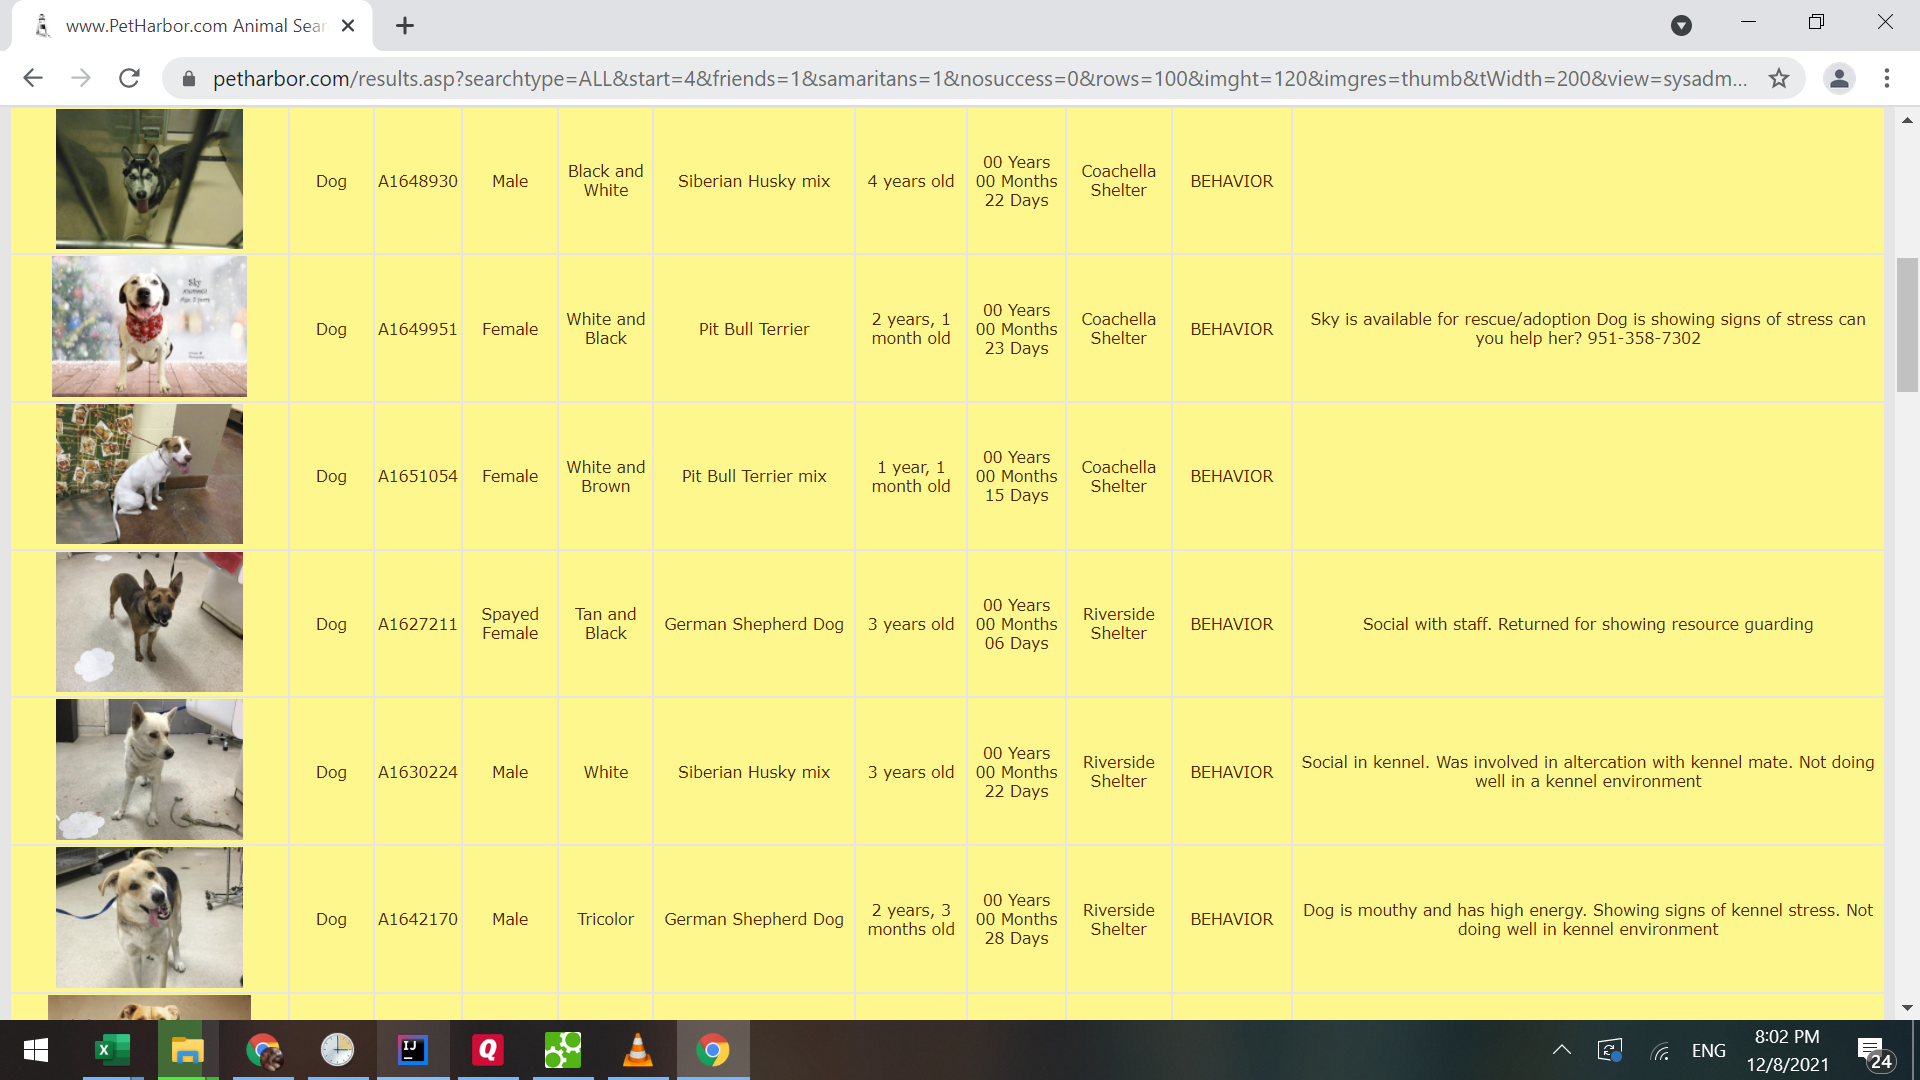 www.PetHarbor.com Animal Sear
petharbor.com/results.asp?searchtype=ALL&start=4&friends=1&samaritans=1&nosuccess=0&rows=100&imght=120&imgres=thumb&tWidth=200&view=sysadm...
Dog
A1648930
Male
Black and
White
Siberian Husky mix
4 years old
00 Years
00 Months
22 Days
Coachella
Shelter
BEHAVIOR
Sky
Dog
A1649951
Female
White and
Black
Pit Bull Terrier
2 years, 1
month old
00 Years
00 Months
23 Days
Coachella
Shelter
BEHAVIOR
Sky is available for rescue/adoption Dog is showing signs of stress can
you help her? 951-358-7302
Dog
A1651054
Female
White and
Brown
Pit Bull Terrier mix
1 year, 1
month old
00 Years
00 Months
15 Days
Coachella
Shelter
BEHAVIOR
Dog
A1627211
Spayed
Female
Tan and
Black
German Shepherd Dog
3 years old
00 Years
00 Months
06 Days
Riverside
Shelter
BEHAVIOR
Social with staff. Returned for showing resource guarding
Dog
A1630224
Male
White
Siberian Husky mix
3 years old
00 Years
00 Months
22 Days
Riverside
Shelter
BEHAVIOR
Social in kennel. Was involved in altercation with kennel mate. Not doing
well in a kennel environment
Dog
A1642170
Male
Tricolor
German Shepherd Dog
2 years, 3
months old
00 Years
00 Months
28 Days
Riverside
Shelter
BEHAVIOR
Dog is mouthy and has high energy. Showing signs of kennel stress. Not
doing well in kennel environment
X
IJ
Q
ENG
8:02 PM
12/8/2021
24